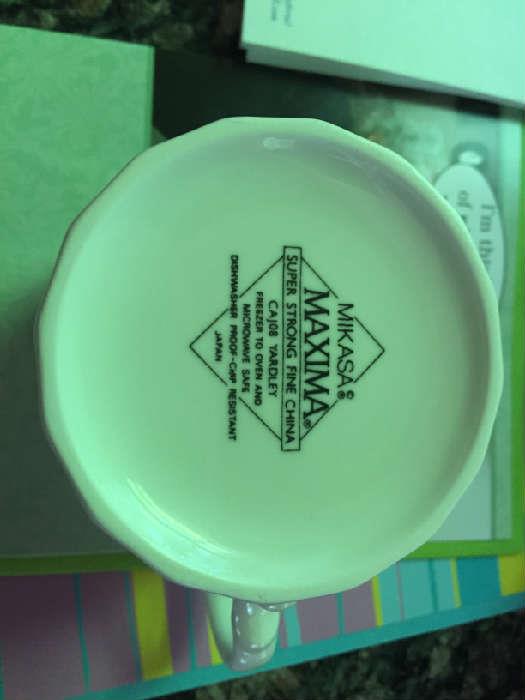 MIKASA®
MAXIMA®
SUPER STRONG FINE CHINA
CAJ08 YARDLEY
FREEZER TO OVEN AND
MICROWAVE SAFE
DISHWASHER PROOF-CHIP RESISTANT
JAPAN
I'm
of